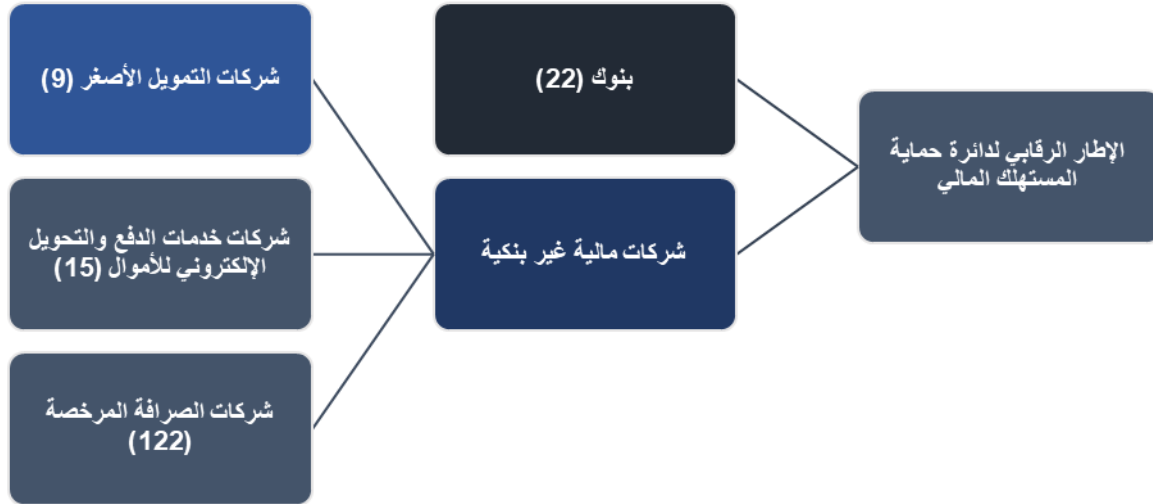 الإطار الرقابي لدائرة حماية
المستهلك المالي
بنوك (22)
شركات مالية غير بنكية
شركات التمويل الأصغر (9)
شركات خدمات الدفع والتحويل
الإلكتروني للأموال (15)
شركات الصرافة المرخصة
(122)